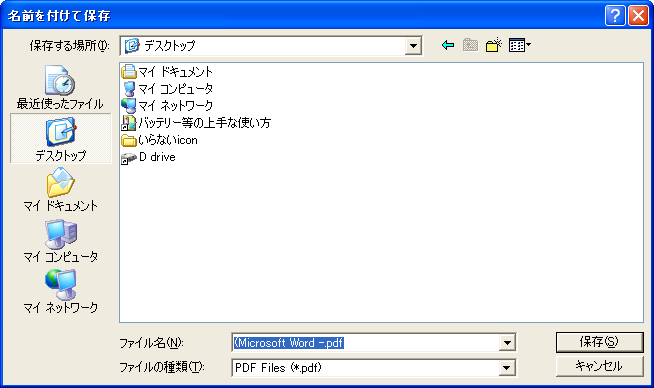 名前を付けて保存
保存する場所(I):
デスクトップ
最近使ったファイル
デスクトップ
マイ ドキュメント
マイ コンピュータ
マイ ネットワーク
マイ ドキュメント
マイ コンピュータ
マイ ネットワーク
バッテリー等の上手な使い方
いらないicon
D drive
ファイル名(N):
(Microsoft Word -.pdf
保存(S)
ファイルの種類(T):
PDF Files (*.pdf)
キャンセル